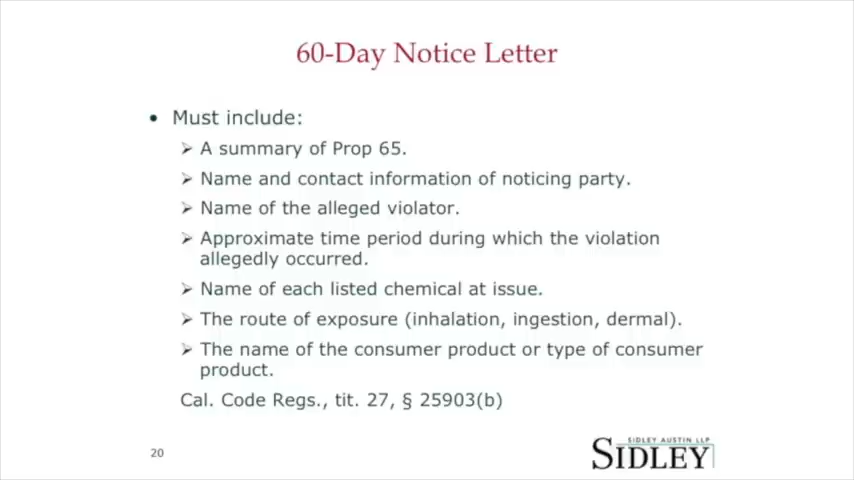 60-Day Notice Letter
• Must include:
➢ A summary of Prop 65.
➢ Name and contact information of noticing party.
➢ Name of the alleged violator.
➢ Approximate time period during which the violation
allegedly occurred.
➢ Name of each listed chemical at issue.
➢ The route of exposure (inhalation, ingestion, dermal).
➢ The name of the consumer product or type of consumer
product.
Cal. Code Regs., tit. 27, § 25903(b)
20
SIDLEY AUSTIN LLP
SIDLEY